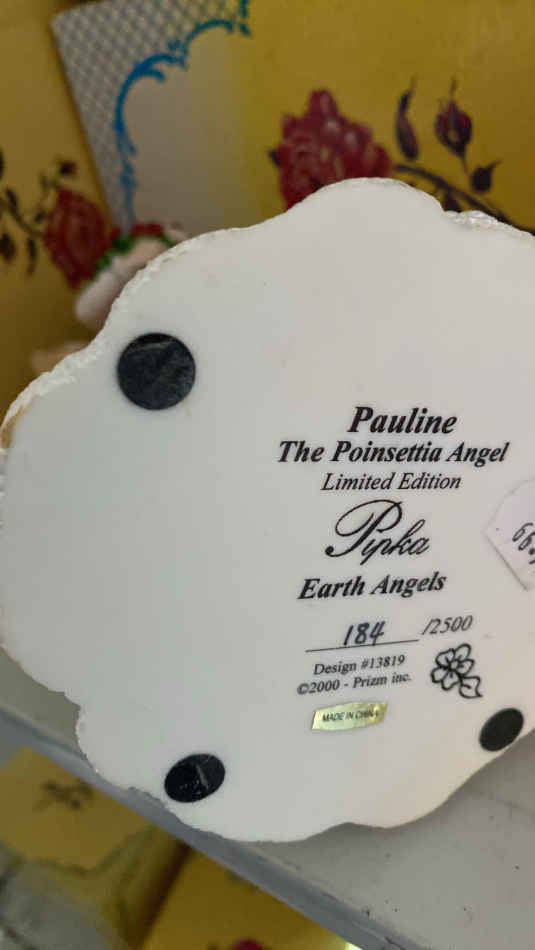 Pauline
The Poinsettia Angel
Limited Edition
Pipka
Earth Angels
184 /2500
Design #13819
©2000 - Prizm inc.
MADE IN CHINA